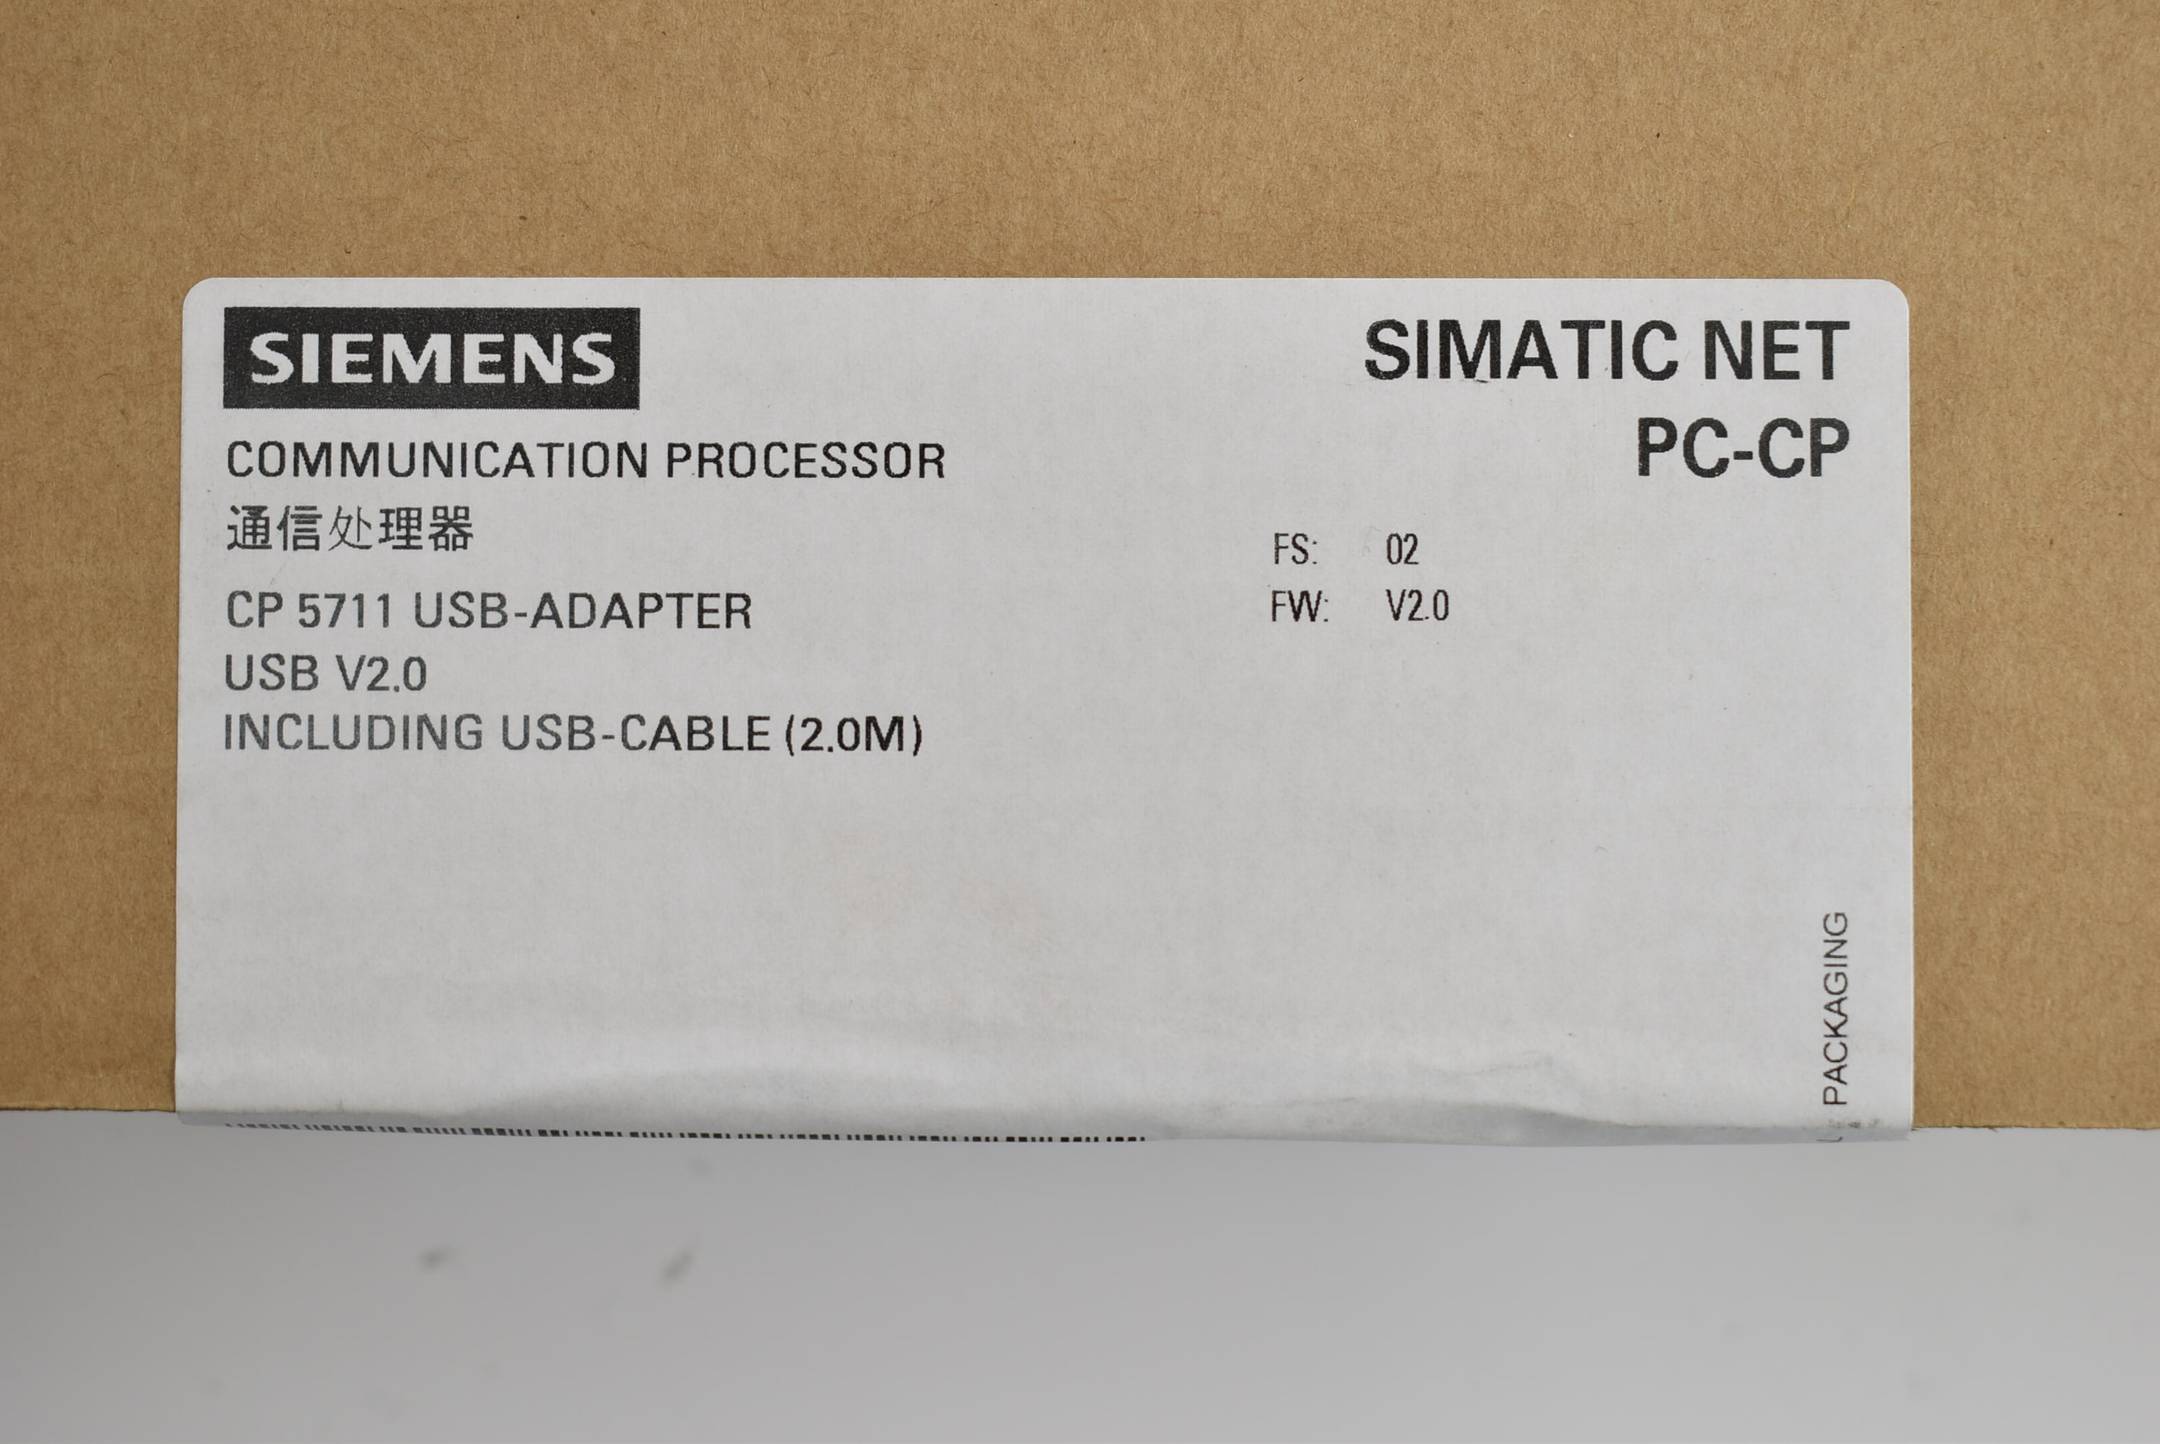 SIEMENS
SIMATIC NET
PC-CP
COMMUNICATION PROCESSOR
通信处理器
CP 5711 USB-ADAPTER
USB V2.0
INCLUDING USB-CABLE (2.0M)
FS: 02
FW: V2.0
PACKAGING